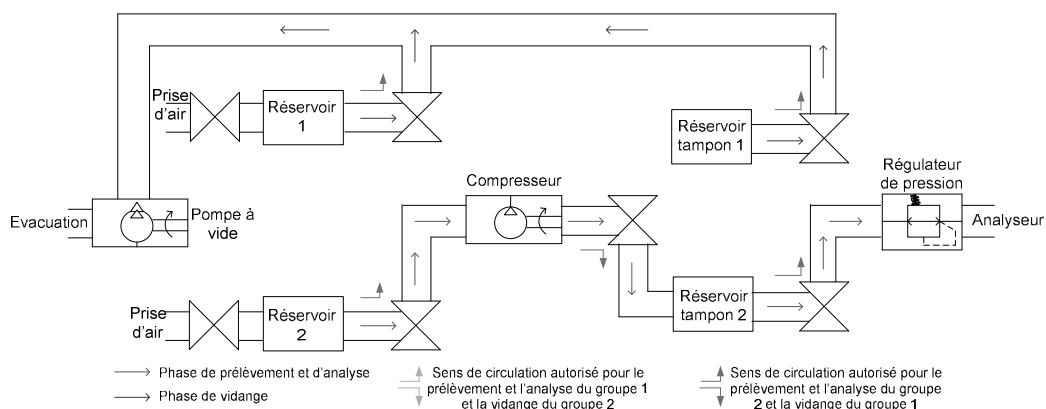 Prise
d'air
Réservoir
1
Réservoir
tampon 1
Régulateur
de pression
Compresseur
Evacuation
Pompe à
vide
Analyseur
Prise
d'air
Réservoir
2
Réservoir
tampon 2
Phase de prélèvement et d'analyse
Phase de vidange
Sens de circulation autorisé pour le
prélèvement et l'analyse du groupe 1
et la vidange du groupe 2
Sens de circulation autorisé pour le
prélèvement et l'analyse du groupe
2 et la vidange du groupe 1